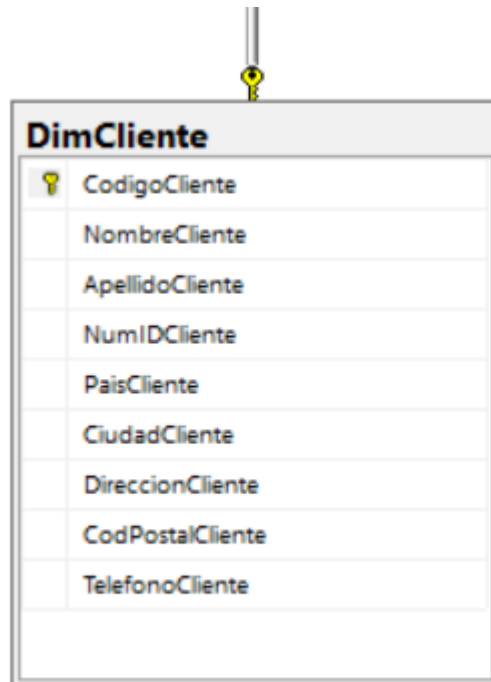 DimCliente
CodigoCliente
NombreCliente
ApellidoCliente
NumIDCliente
PaisCliente
CiudadCliente
DireccionCliente
CodPostalCliente
TelefonoCliente